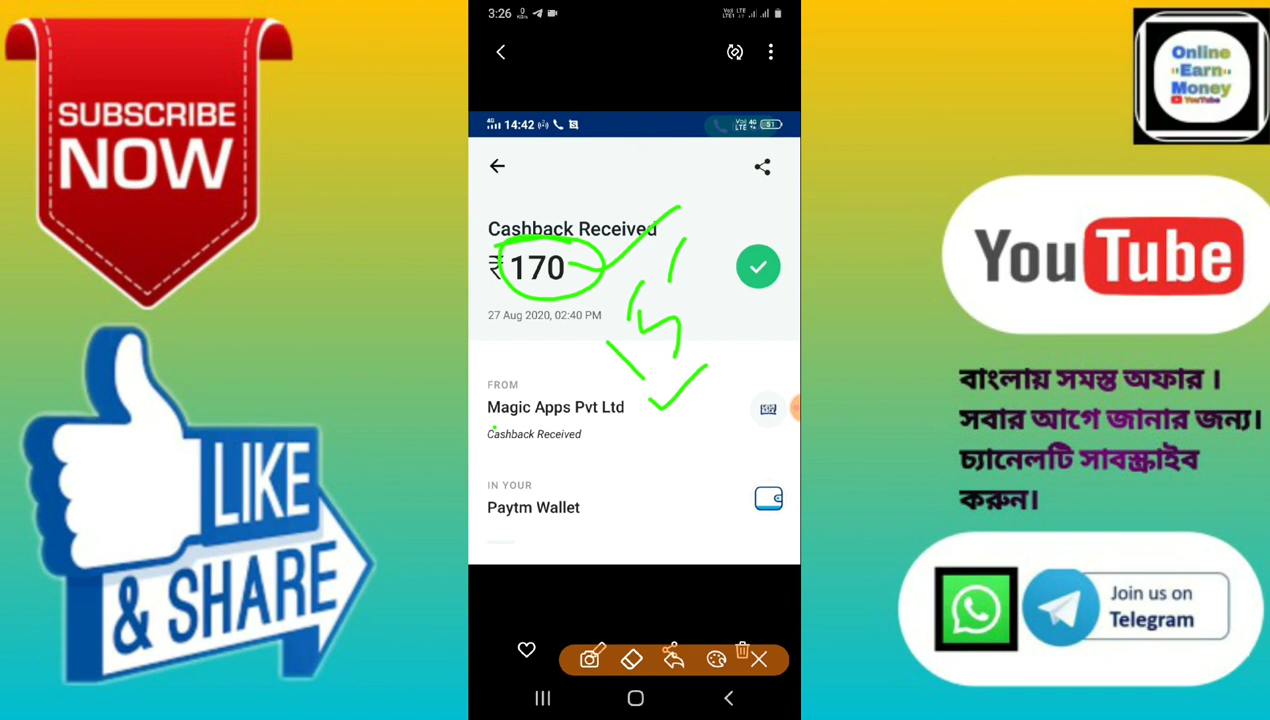 SUBSCRIBE
NOW
LIKE
& SHARE
3:26
14:42
Cashback Received
₹170
27 Aug 2020, 02:40 PM
FROM
Magic Apps Pvt Ltd
Cashback Received
IN YOUR
Paytm Wallet
Online
Earn
Money
YouTube
YouTube
বাংলায় সমস্ত অফার ।
সবার আগে জানার জন্য।
চ্যানেলটি সাবস্ক্রাইব
করুন।
Join us on
Telegram